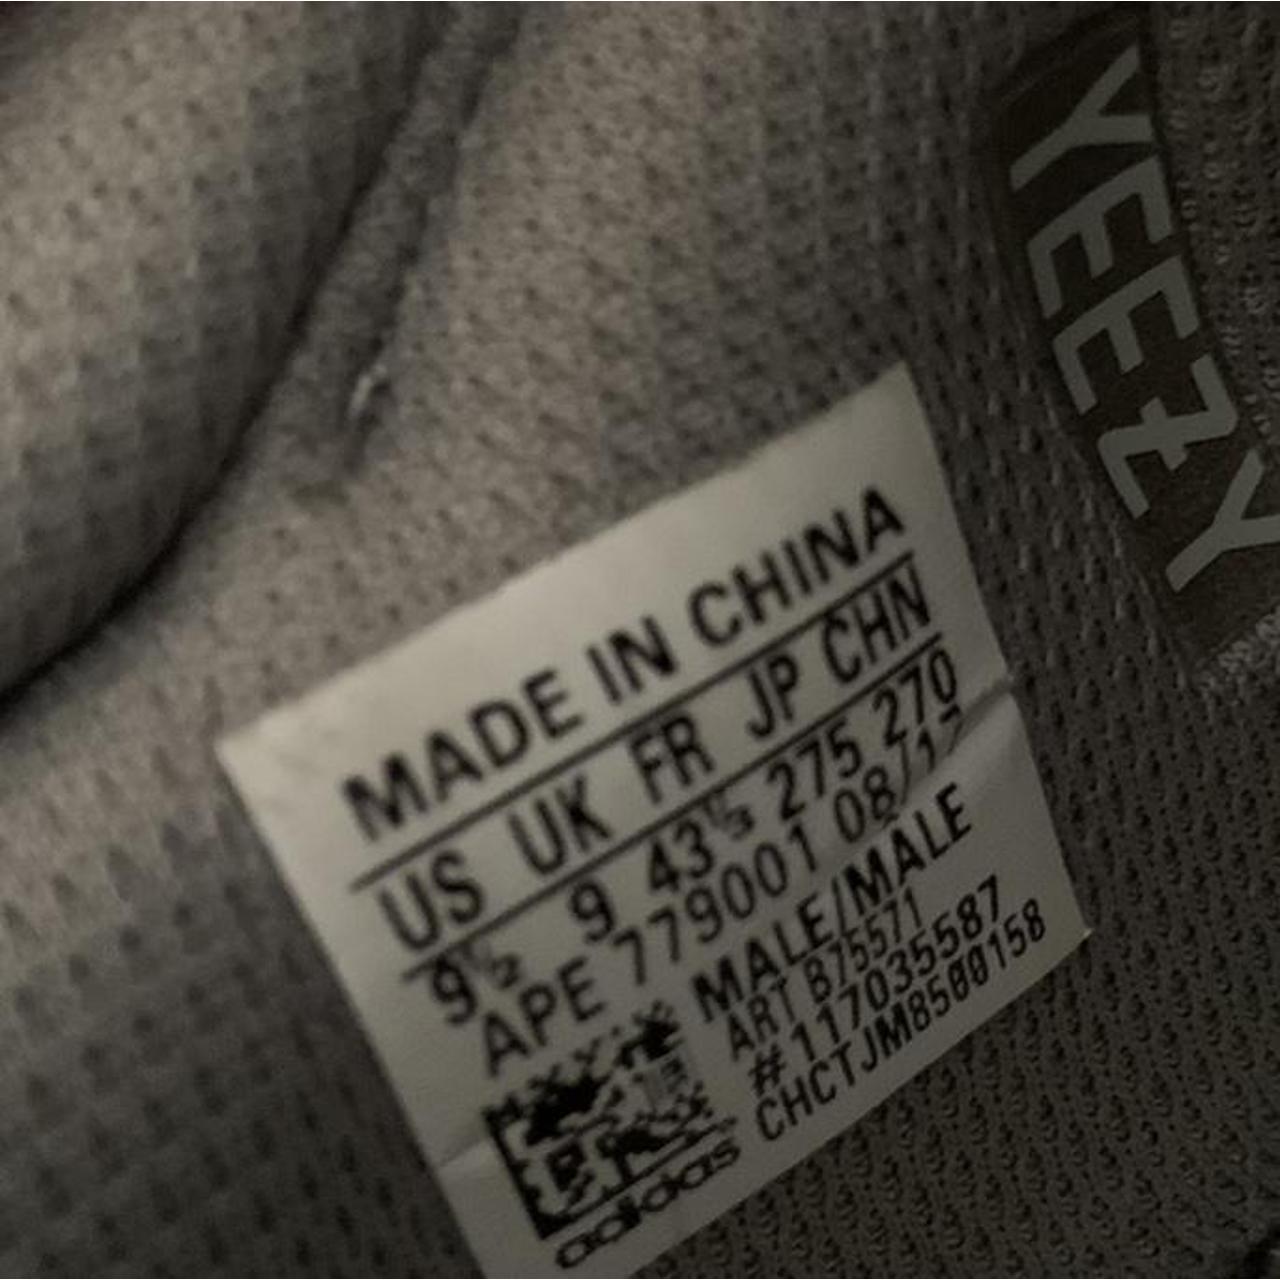 YEEZY
MADE IN CHINA
US UK FR JP CHN
9½ 9 43⅓ 275 270
APE 779001 08/17
MALE/MALE
ART B75571
#1170355587
CHCTJM8500158
adidas